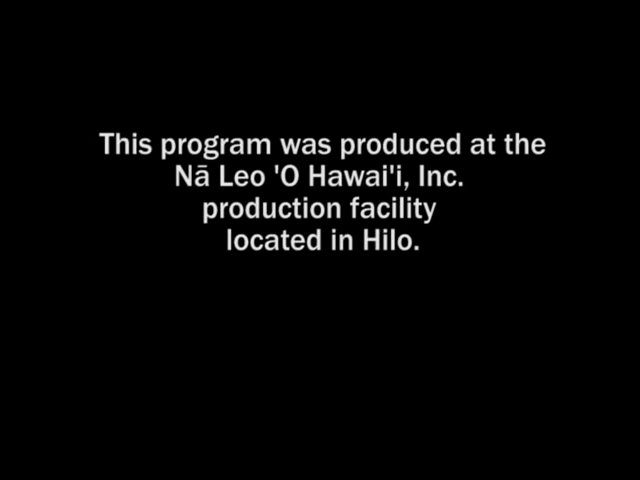 This program was produced at the
Nā Leo 'O Hawai'i, Inc.
production facility
located in Hilo.